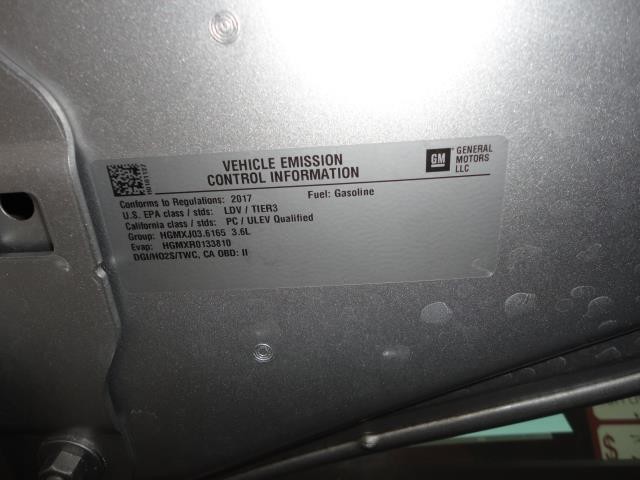 VEHICLE EMISSION
CONTROL INFORMATION
GM
GENERAL
MOTORS
LLC
Conforms to Regulations: 2017 Fuel: Gasoline
U.S. EPA class / stds: LDV / TIER3
California class / stds: PC / ULEV Qualified
Group: HGMXJ03.6165 3.6L
Evap: HGMXR0133810
DGI/HO2S/TWC, CA OBD: II
$